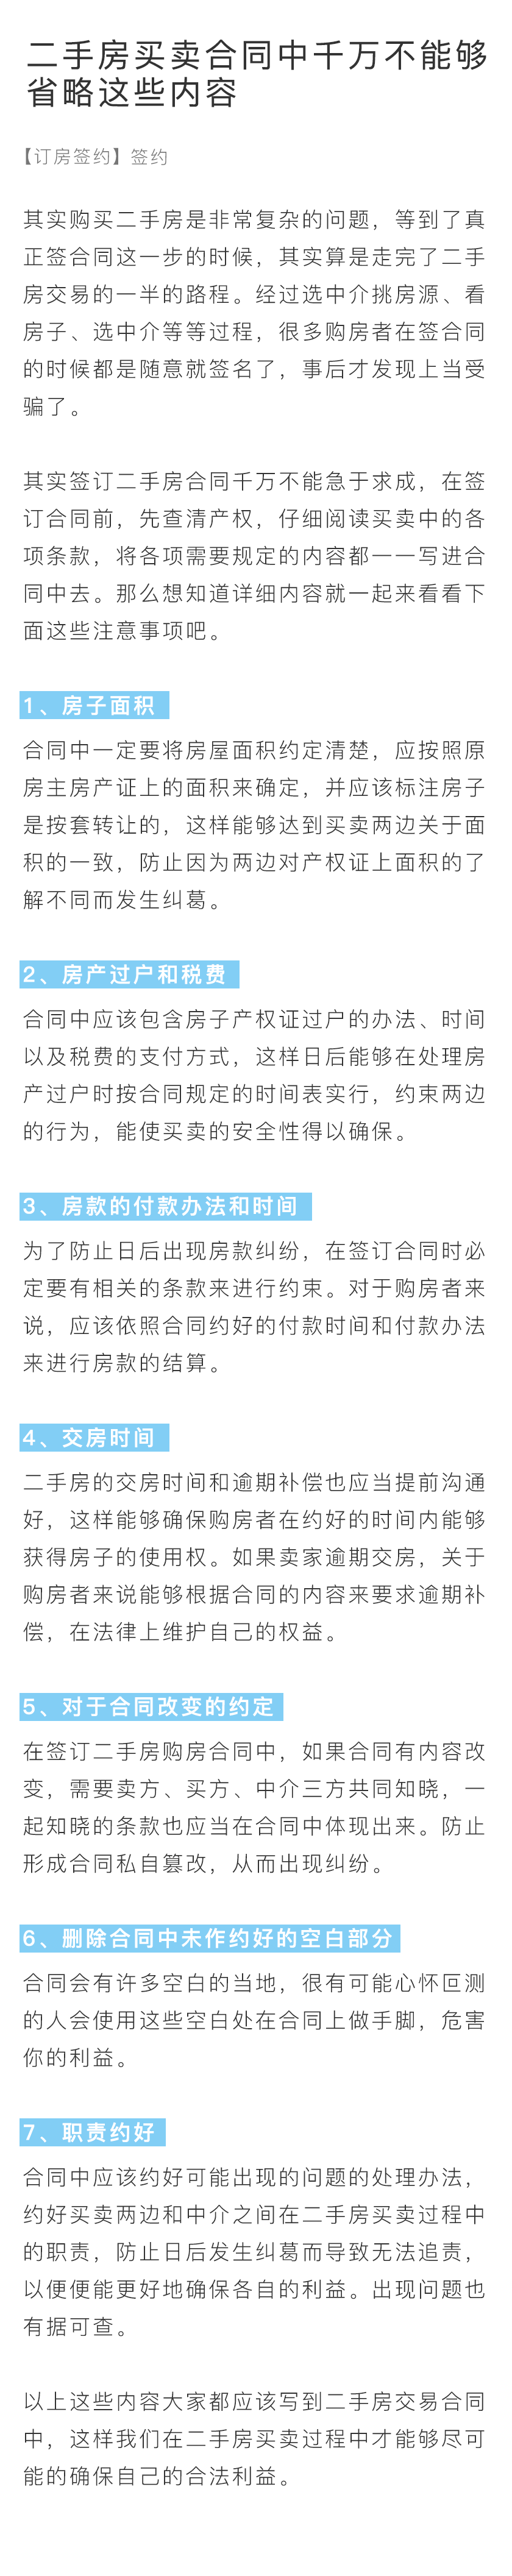 二手房买卖合同中千万不能够
省略这些内容
【订房签约】签约
其实购买二手房是非常复杂的问题，等到了真
正签合同这一步的时候，其实算是走完了二手
房交易的一半的路程。经过选中介挑房源、看
房子、选中介等等过程，很多购房者在签合同
的时候都是随意就签名了，事后才发现上当受
骗了。
其实签订二手房合同千万不能急于求成，在签
订合同前，先查清产权，仔细阅读买卖中的各
项条款，将各项需要规定的内容都一一写进合
同中去。那么想知道详细内容就一起来看看下
面这些注意事项吧。
1、房子面积
合同中一定要将房屋面积约定清楚，应按照原
房主房产证上的面积来确定，并应该标注房子
是按套转让的，这样能够达到买卖两边关于面
积的一致，防止因为两边对产权证上面积的了
解不同而发生纠葛。
2、房产过户和税费
合同中应该包含房子产权证过户的办法、时间
以及税费的支付方式，这样日后能够在处理房
产过户时按合同规定的时间表实行，约束两边
的行为，能使买卖的安全性得以确保。
3、房款的付款办法和时间
为了防止日后出现房款纠纷，在签订合同时必
定要有相关的条款来进行约束。对于购房者来
说，应该依照合同约好的付款时间和付款办法
来进行房款的结算。
4、交房时间
二手房的交房时间和逾期补偿也应当提前沟通
好，这样能够确保购房者在约好的时间内能够
获得房子的使用权。如果卖家逾期交房，关于
购房者来说能够根据合同的内容来要求逾期补
偿，在法律上维护自己的权益。
5、对于合同改变的约定
在签订二手房购房合同中，如果合同有内容改
变，需要卖方、买方、中介三方共同知晓，一
起知晓的条款也应当在合同中体现出来。防止
形成合同私自篡改，从而出现纠纷。
6、删除合同中未作约好的空白部分
合同会有许多空白的当地，很有可能心怀叵测
的人会使用这些空白处在合同上做手脚，危害
你的利益。
7、职责约好
合同中应该约好可能出现的问题的处理办法，
约好买卖两边和中介之间在二手房买卖过程中
的职责，防止日后发生纠葛而导致无法追责，
以便便能更好地确保各自的利益。出现问题也
有据可查。
以上这些内容大家都应该写到二手房交易合同
中，这样我们在二手房买卖过程中才能够尽可
能的确保自己的合法利益。